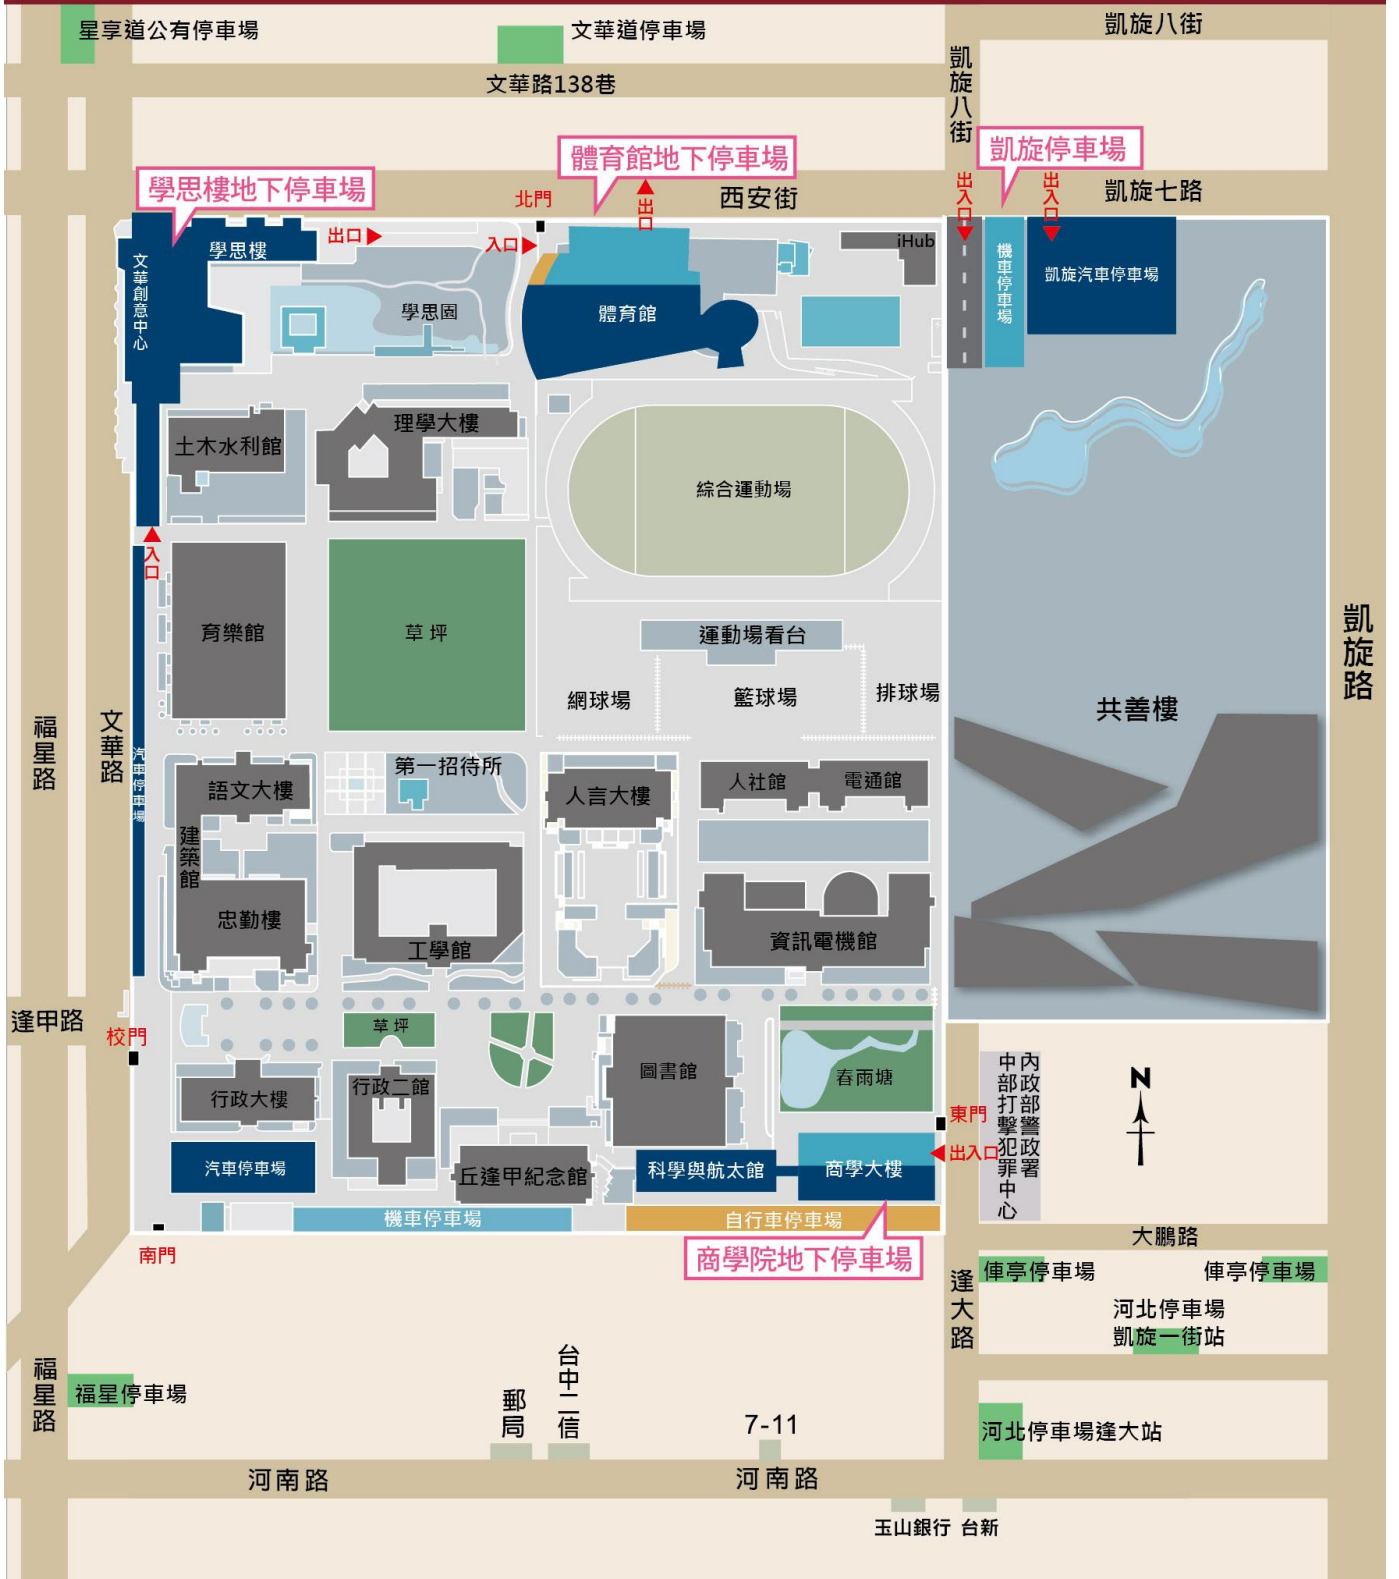 星享道公有停車場
文華道停車場
凱旋八街
文華路138巷
凱旋八街
學思樓地下停車場
體育館地下停車場
凱旋停車場
北門
出口
西安街
出入口
出入口
凱旋七路
學思樓
出口
入口
iHub
文華創意中心
機車停車場
凱旋汽車停車場
學思園
體育館
土木水利館
理學大樓
綜合運動場
入口
育樂館
草坪
運動場看台
凱旋路
網球場
籃球場
排球場
共善樓
福星路
文華路
汽車停車場
第一招待所
語文大樓
人言大樓
人社館
電通館
建築館
忠勤樓
工學館
資訊電機館
逢甲路
校門
草坪
圖書館
春雨塘
內政部警政署
中部打擊犯罪中心
N
行政大樓
行政二館
東門
出入口
汽車停車場
丘逢甲紀念館
科學與航太館
商學大樓
機車停車場
自行車停車場
南門
商學院地下停車場
大鵬路
俥亭停車場
俥亭停車場
逢大路
河北停車場
凱旋一街站
福星路
福星停車場
郵局
台中二信
7-11
河北停車場逢大站
河南路
河南路
玉山銀行
台新